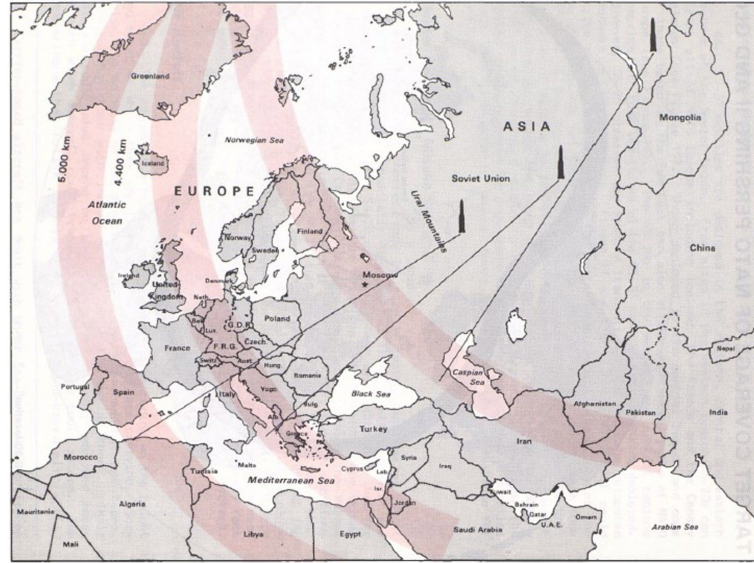 Greenland
5.000 km
4.400 km
Iceland
Norwegian Sea
ASIA
Mongolia
Soviet Union
EUROPE
Atlantic
Ocean
Ural Mountains
Norway
Sweden
Finland
China
Moscow
Ireland
United
Kingdom
Denmark
Neth.
Bel.
Lux.
G.D.R.
Poland
F.R.G.
Czech.
France
Switz.
Aust.
Hung.
Romania
Nepal
Caspian
Sea
Portugal
Spain
Italy
Yugo.
Bulg.
Alb.
Black Sea
Afghanistan
Pakistan
India
Greece
Turkey
Iran
Morocco
Tunisia
Malta
Mediterranean Sea
Cyprus
Leb.
Syria
Iraq
Isr.
Jordan
Kuwait
Bahrain
Qatar
U.A.E.
Oman
Mauritania
Mali
Algeria
Libya
Egypt
Saudi Arabia
Arabian Sea